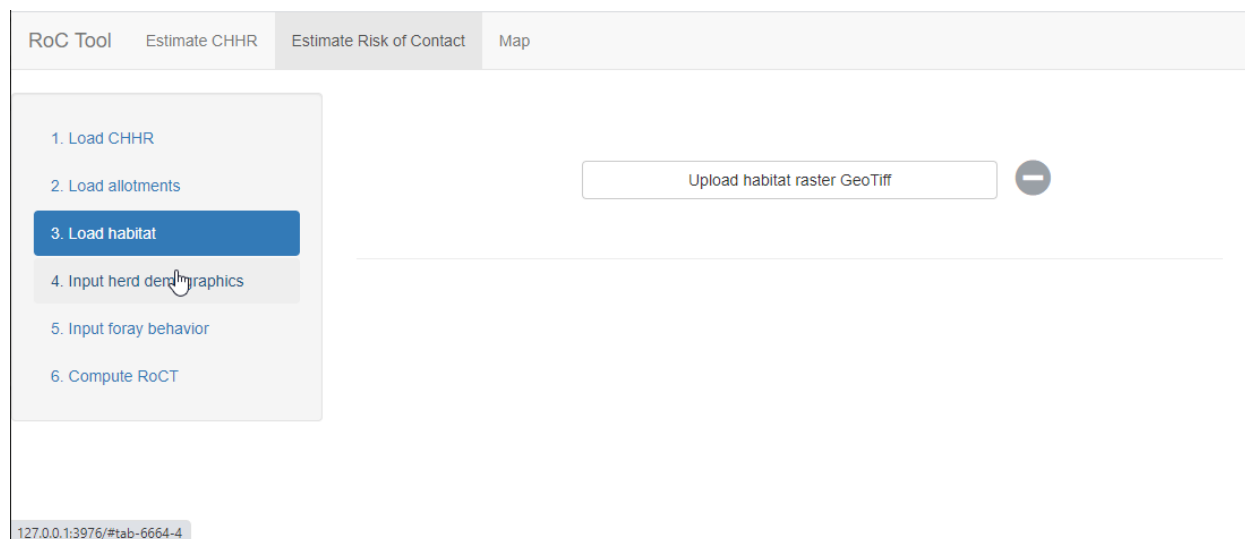 RoC Tool Estimate CHHR Estimate Risk of Contact Map
1. Load CHHR
2. Load allotments
3. Load habitat
4. Input herd demographics
5. Input foray behavior
6. Compute RoCT
Upload habitat raster GeoTiff
127.0.0.1:3976/#tab-6664-4